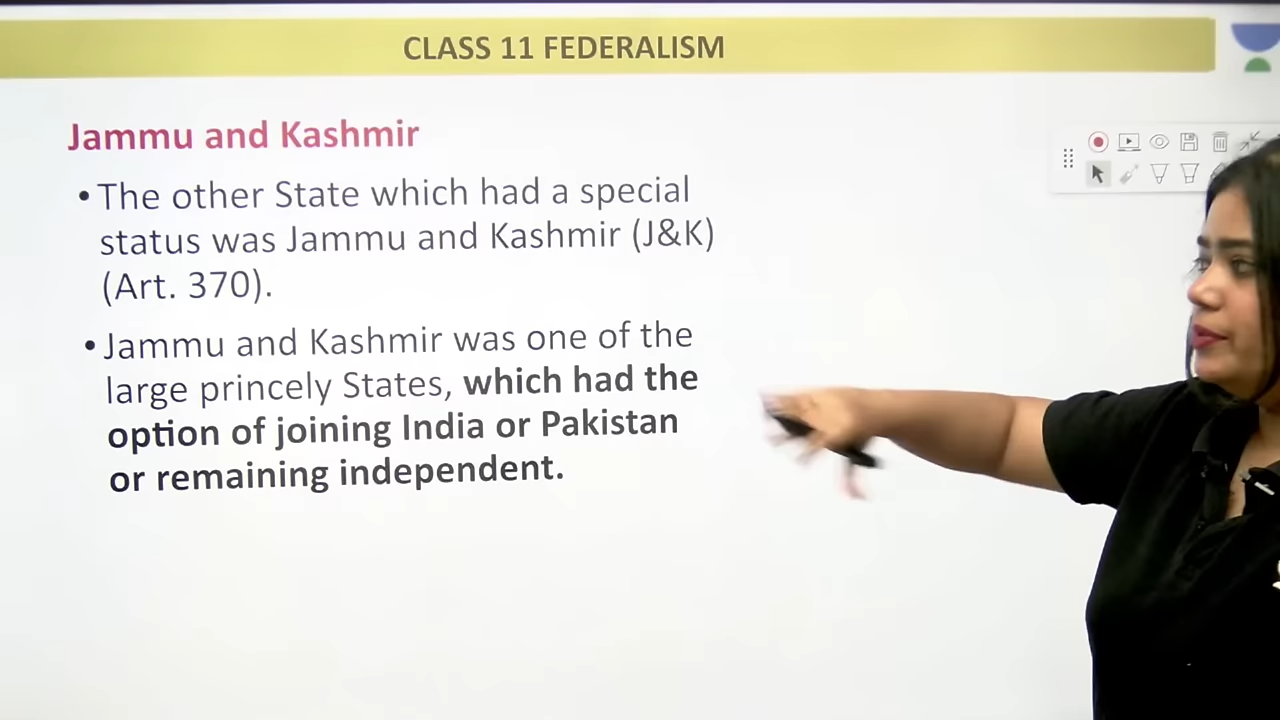 CLASS 11 FEDERALISM
Jammu and Kashmir
• The other State which had a special
status was Jammu and Kashmir (J&K)
(Art. 370).
• Jammu and Kashmir was one of the
large princely States, which had the
option of joining India or Pakistan
or remaining independent.